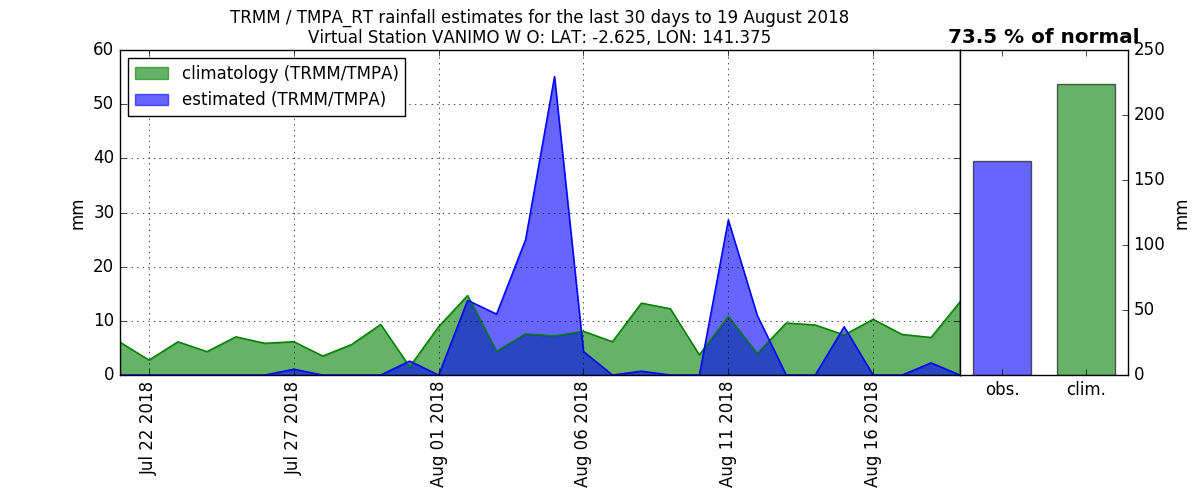 TRMM / TMPA_RT rainfall estimates for the last 30 days to 19 August 2018
Virtual Station VANIMO W O: LAT: -2.625, LON: 141.375
73.5 % of normal
climatology (TRMM/TMPA)
estimated (TRMM/TMPA)
mm
60
50
40
30
20
10
0
Jul 22 2018
Jul 27 2018
Aug 01 2018
Aug 06 2018
Aug 11 2018
Aug 16 2018
obs.
clim.
250
200
150
100
50
0
mm